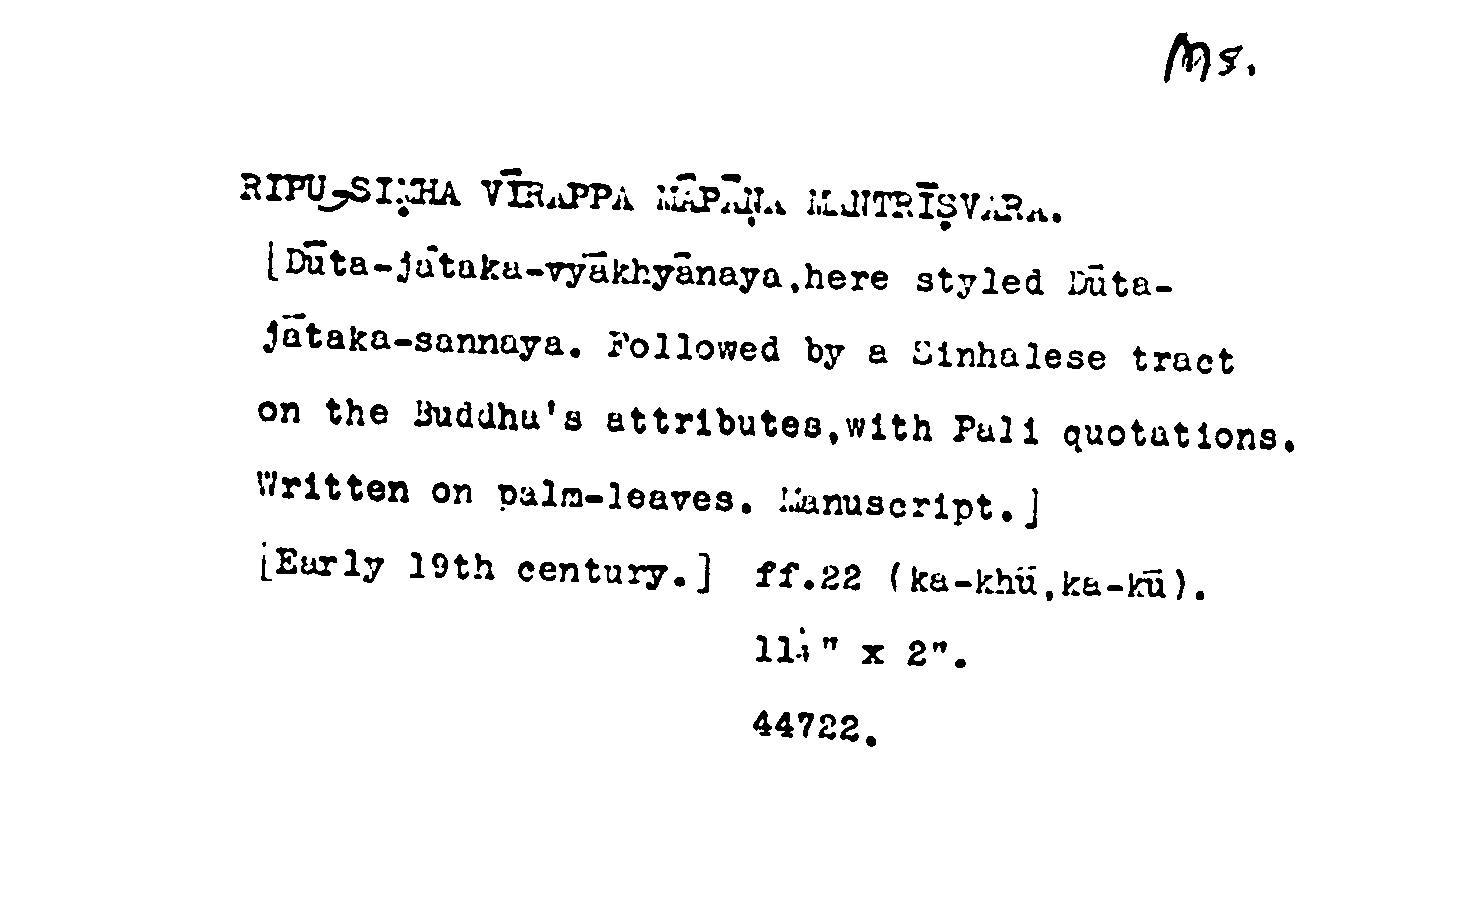 Ms.
RIPU-SIṂHA VĪRAPPA MĀPĀṆA MANTRĪṢVARA.
[Dūta-jātaka-vyākhyānaya,here styled Dūta-
jātaka-sannaya. Followed by a Sinhalese tract
on the Buddha's attributes,with Pali quotations.
Written on palm-leaves. Manuscript.]
[Early 19th century.] ff.22 (ka-khū,ka-kū).
11¼" x 2".
44722.